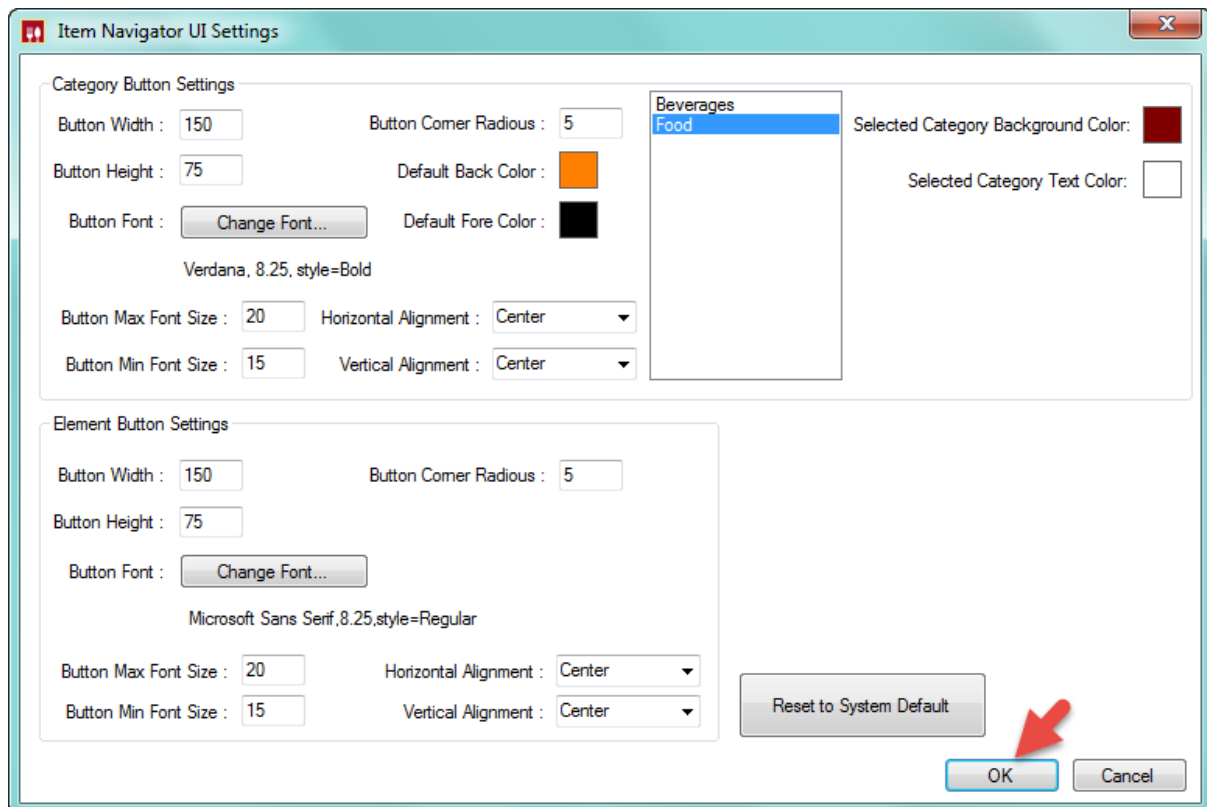 Item Navigator UI Settings
X
Category Button Settings
Button Width : 150
Button Corner Radious : 5
Beverages
Food
Selected Category Background Color:
Button Height : 75
Default Back Color :
Selected Category Text Color:
Button Font : Change Font...
Default Fore Color :
Verdana, 8.25, style=Bold
Button Max Font Size : 20
Horizontal Alignment : Center
Button Min Font Size : 15
Vertical Alignment : Center
Element Button Settings
Button Width : 150
Button Corner Radious : 5
Button Height : 75
Button Font : Change Font...
Microsoft Sans Serif,8.25,style=Regular
Button Max Font Size : 20
Horizontal Alignment : Center
Button Min Font Size : 15
Vertical Alignment : Center
Reset to System Default
OK
Cancel